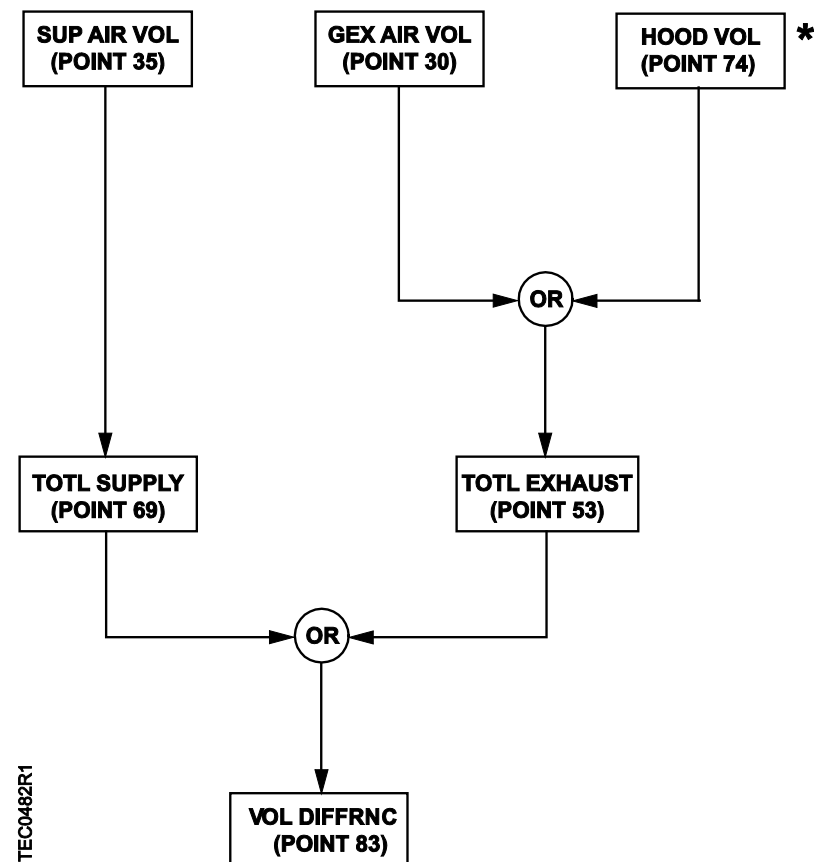 SUP AIR VOL
(POINT 35)
GEX AIR VOL
(POINT 30)
HOOD VOL
(POINT 74)
*
OR
TOTL SUPPLY
(POINT 69)
TOTL EXHAUST
(POINT 53)
OR
VOL DIFFRNC
(POINT 83)
TEC0482R1